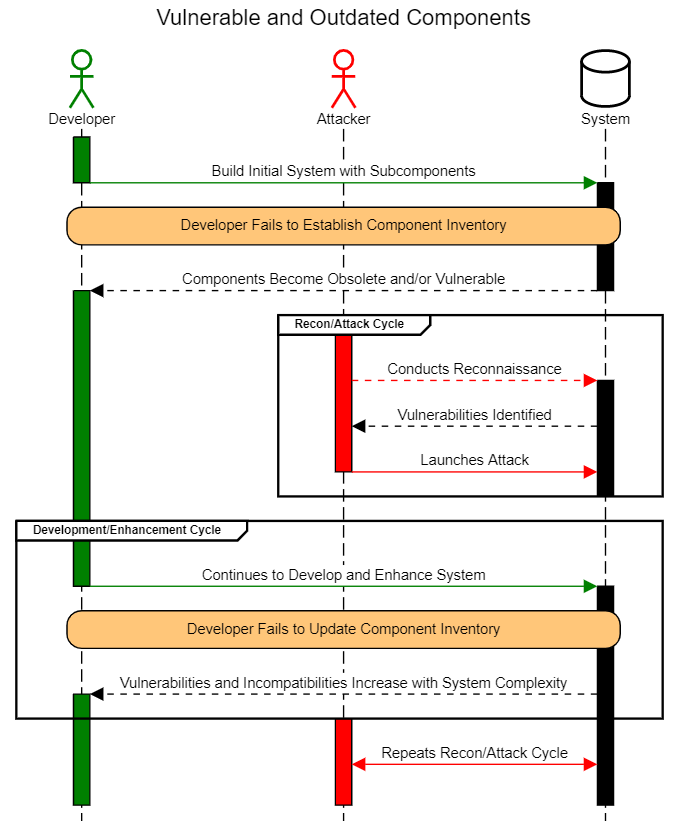 Vulnerable and Outdated Components
Developer
Attacker
System
Build Initial System with Subcomponents
Developer Fails to Establish Component Inventory
Components Become Obsolete and/or Vulnerable
Recon/Attack Cycle
Conducts Reconnaissance
Vulnerabilities Identified
Launches Attack
Development/Enhancement Cycle
Continues to Develop and Enhance System
Developer Fails to Update Component Inventory
Vulnerabilities and Incompatibilities Increase with System Complexity
Repeats Recon/Attack Cycle